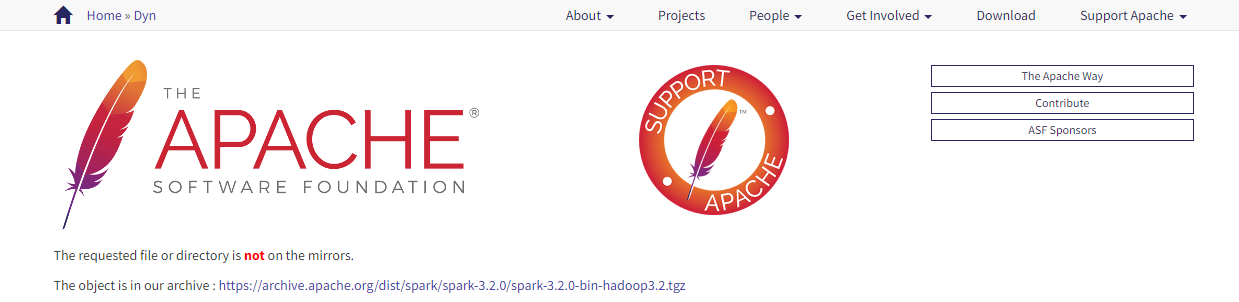 Home » Dyn
About
Projects
People
Get Involved
Download
Support Apache
THE
APACHE®
SOFTWARE FOUNDATION
SUPPORT
™
APACHE
The Apache Way
Contribute
ASF Sponsors
The requested file or directory is not on the mirrors.
The object is in our archive : https://archive.apache.org/dist/spark/spark-3.2.0/spark-3.2.0-bin-hadoop3.2.tgz